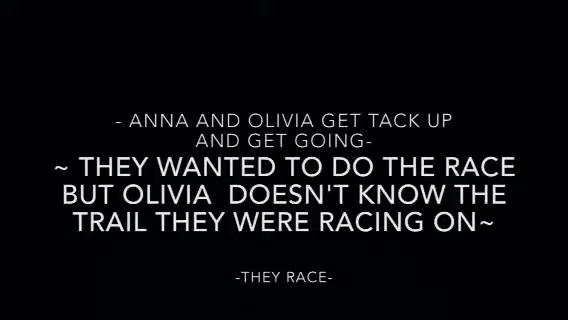 - ANNA AND OLIVIA GET TACK UP
AND GET GOING-
~ THEY WANTED TO DO THE RACE
BUT OLIVIA  DOESN'T KNOW THE
TRAIL THEY WERE RACING ON~
-THEY RACE-